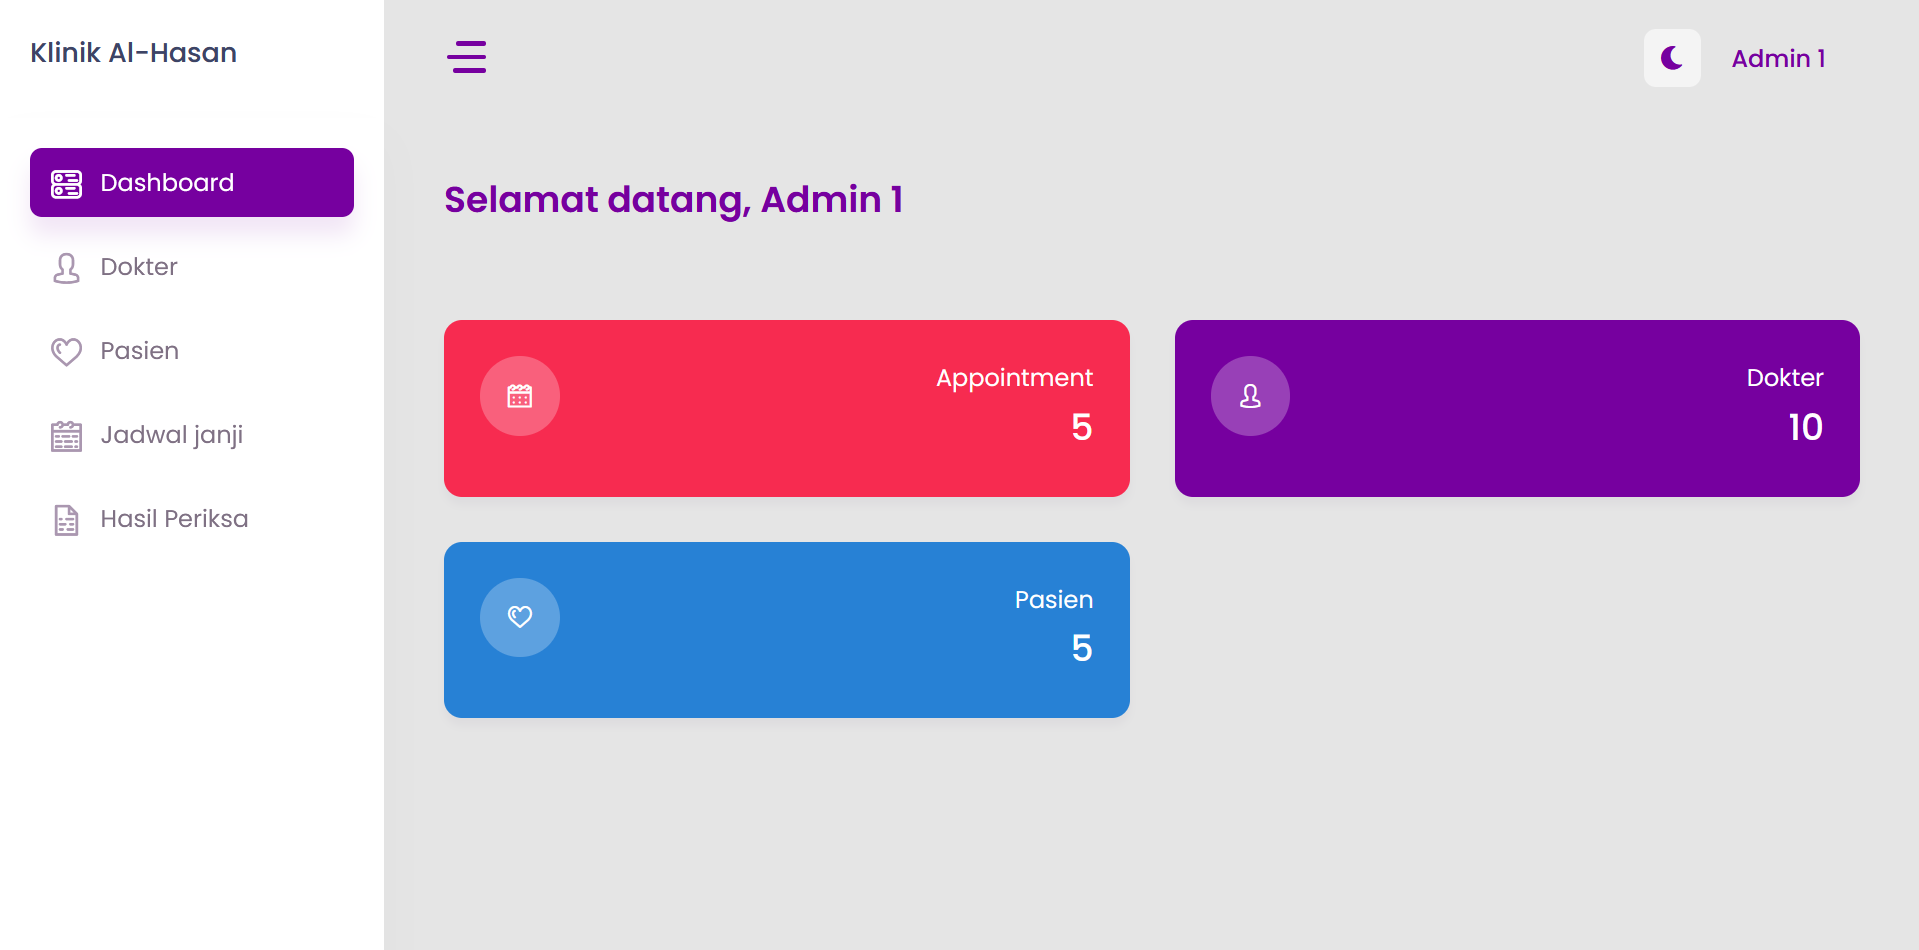 Klinik Al-Hasan
Dashboard
Dokter
Pasien
Jadwal janji
Hasil Periksa
Admin 1
Selamat datang, Admin 1
Appointment
5
Dokter
10
Pasien
5